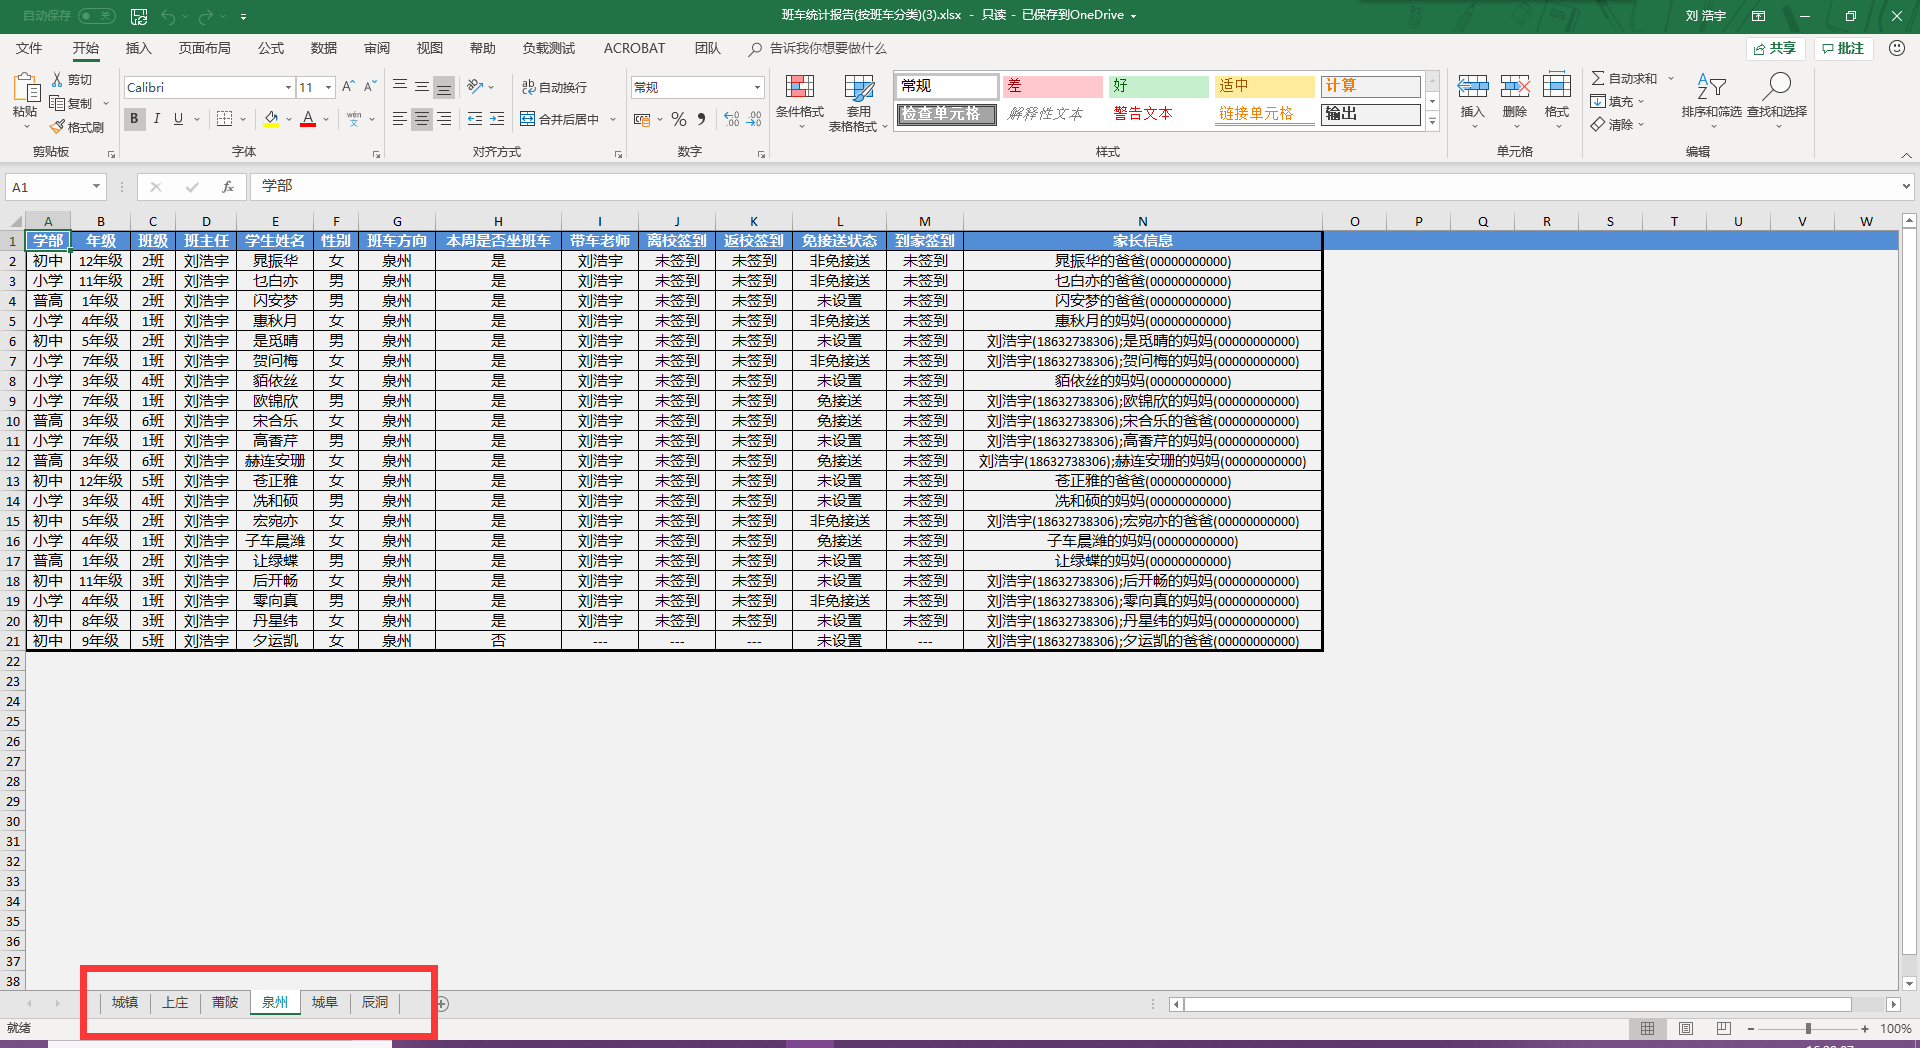 自动保存 关
班车统计报告(按班车分类)(3).xlsx - 只读 - 已保存到OneDrive
刘 浩宇
文件 开始 插入 页面布局 公式 数据 审阅 视图 帮助 负载测试 ACROBAT 团队 告诉我你想要做什么
共享 批注
粘贴 剪切 复制 格式刷
剪贴板
Calibri 11
B I U wén 文
字体
自动换行
合并后居中
对齐方式
常规
数字
条件格式 套用 表格格式
常规 差 好 适中 计算
检查单元格 解释性文本 警告文本 链接单元格 输出
样式
插入 删除 格式
单元格
自动求和 填充 清除
排序和筛选 查找和选择
编辑
A1 fx 学部
A B C D E F G H I J K L M N O P Q R S T U V W
1 学部 年级 班级 班主任 学生姓名 性别 班车方向 本周是否坐班车 带车老师 离校签到 返校签到 免接送状态 到家签到 家长信息
2 初中 12年级 2班 刘浩宇 晁振华 女 泉州 是 刘浩宇 未签到 未签到 非免接送 未签到 晁振华的爸爸(00000000000)
3 小学 11年级 2班 刘浩宇 乜白亦 男 泉州 是 刘浩宇 未签到 未签到 非免接送 未签到 乜白亦的爸爸(00000000000)
4 普高 1年级 2班 刘浩宇 闪安梦 男 泉州 是 刘浩宇 未签到 未签到 未设置 未签到 闪安梦的爸爸(00000000000)
5 小学 4年级 1班 刘浩宇 惠秋月 女 泉州 是 刘浩宇 未签到 未签到 非免接送 未签到 惠秋月的妈妈(00000000000)
6 初中 5年级 2班 刘浩宇 是觅晴 男 泉州 是 刘浩宇 未签到 未签到 未设置 未签到 刘浩宇(18632738306);是觅晴的妈妈(00000000000)
7 小学 7年级 1班 刘浩宇 贺问梅 女 泉州 是 刘浩宇 未签到 未签到 非免接送 未签到 刘浩宇(18632738306);贺问梅的妈妈(00000000000)
8 小学 3年级 4班 刘浩宇 貊依丝 女 泉州 是 刘浩宇 未签到 未签到 未设置 未签到 貊依丝的妈妈(00000000000)
9 小学 7年级 1班 刘浩宇 欧锦欣 男 泉州 是 刘浩宇 未签到 未签到 免接送 未签到 刘浩宇(18632738306);欧锦欣的妈妈(00000000000)
10 普高 3年级 6班 刘浩宇 宋合乐 女 泉州 是 刘浩宇 未签到 未签到 免接送 未签到 刘浩宇(18632738306);宋合乐的爸爸(00000000000)
11 小学 7年级 1班 刘浩宇 高香芹 男 泉州 是 刘浩宇 未签到 未签到 未设置 未签到 刘浩宇(18632738306);高香芹的妈妈(00000000000)
12 普高 3年级 6班 刘浩宇 赫连安珊 女 泉州 是 刘浩宇 未签到 未签到 免接送 未签到 刘浩宇(18632738306);赫连安珊的妈妈(00000000000)
13 初中 12年级 5班 刘浩宇 苍正雅 女 泉州 是 刘浩宇 未签到 未签到 未设置 未签到 苍正雅的爸爸(00000000000)
14 小学 3年级 4班 刘浩宇 冼和硕 男 泉州 是 刘浩宇 未签到 未签到 未设置 未签到 冼和硕的妈妈(00000000000)
15 初中 5年级 2班 刘浩宇 宏宛亦 女 泉州 是 刘浩宇 未签到 未签到 非免接送 未签到 刘浩宇(18632738306);宏宛亦的爸爸(00000000000)
16 小学 4年级 1班 刘浩宇 子车晨潍 女 泉州 是 刘浩宇 未签到 未签到 免接送 未签到 子车晨潍的妈妈(00000000000)
17 普高 1年级 2班 刘浩宇 让绿蝶 男 泉州 是 刘浩宇 未签到 未签到 未设置 未签到 让绿蝶的妈妈(00000000000)
18 初中 11年级 3班 刘浩宇 后开畅 女 泉州 是 刘浩宇 未签到 未签到 未设置 未签到 刘浩宇(18632738306);后开畅的妈妈(00000000000)
19 小学 4年级 1班 刘浩宇 零向真 男 泉州 是 刘浩宇 未签到 未签到 非免接送 未签到 刘浩宇(18632738306);零向真的妈妈(00000000000)
20 初中 8年级 3班 刘浩宇 丹星纬 女 泉州 是 刘浩宇 未签到 未签到 未设置 未签到 刘浩宇(18632738306);丹星纬的妈妈(00000000000)
21 初中 9年级 5班 刘浩宇 夕运凯 女 泉州 否 --- --- --- 未设置 --- 刘浩宇(18632738306);夕运凯的爸爸(00000000000)
22
23
24
25
26
27
28
29
30
31
32
33
34
35
36
37
38
城镇 上庄 莆陂 泉州 城阜 辰洞
就绪
100%